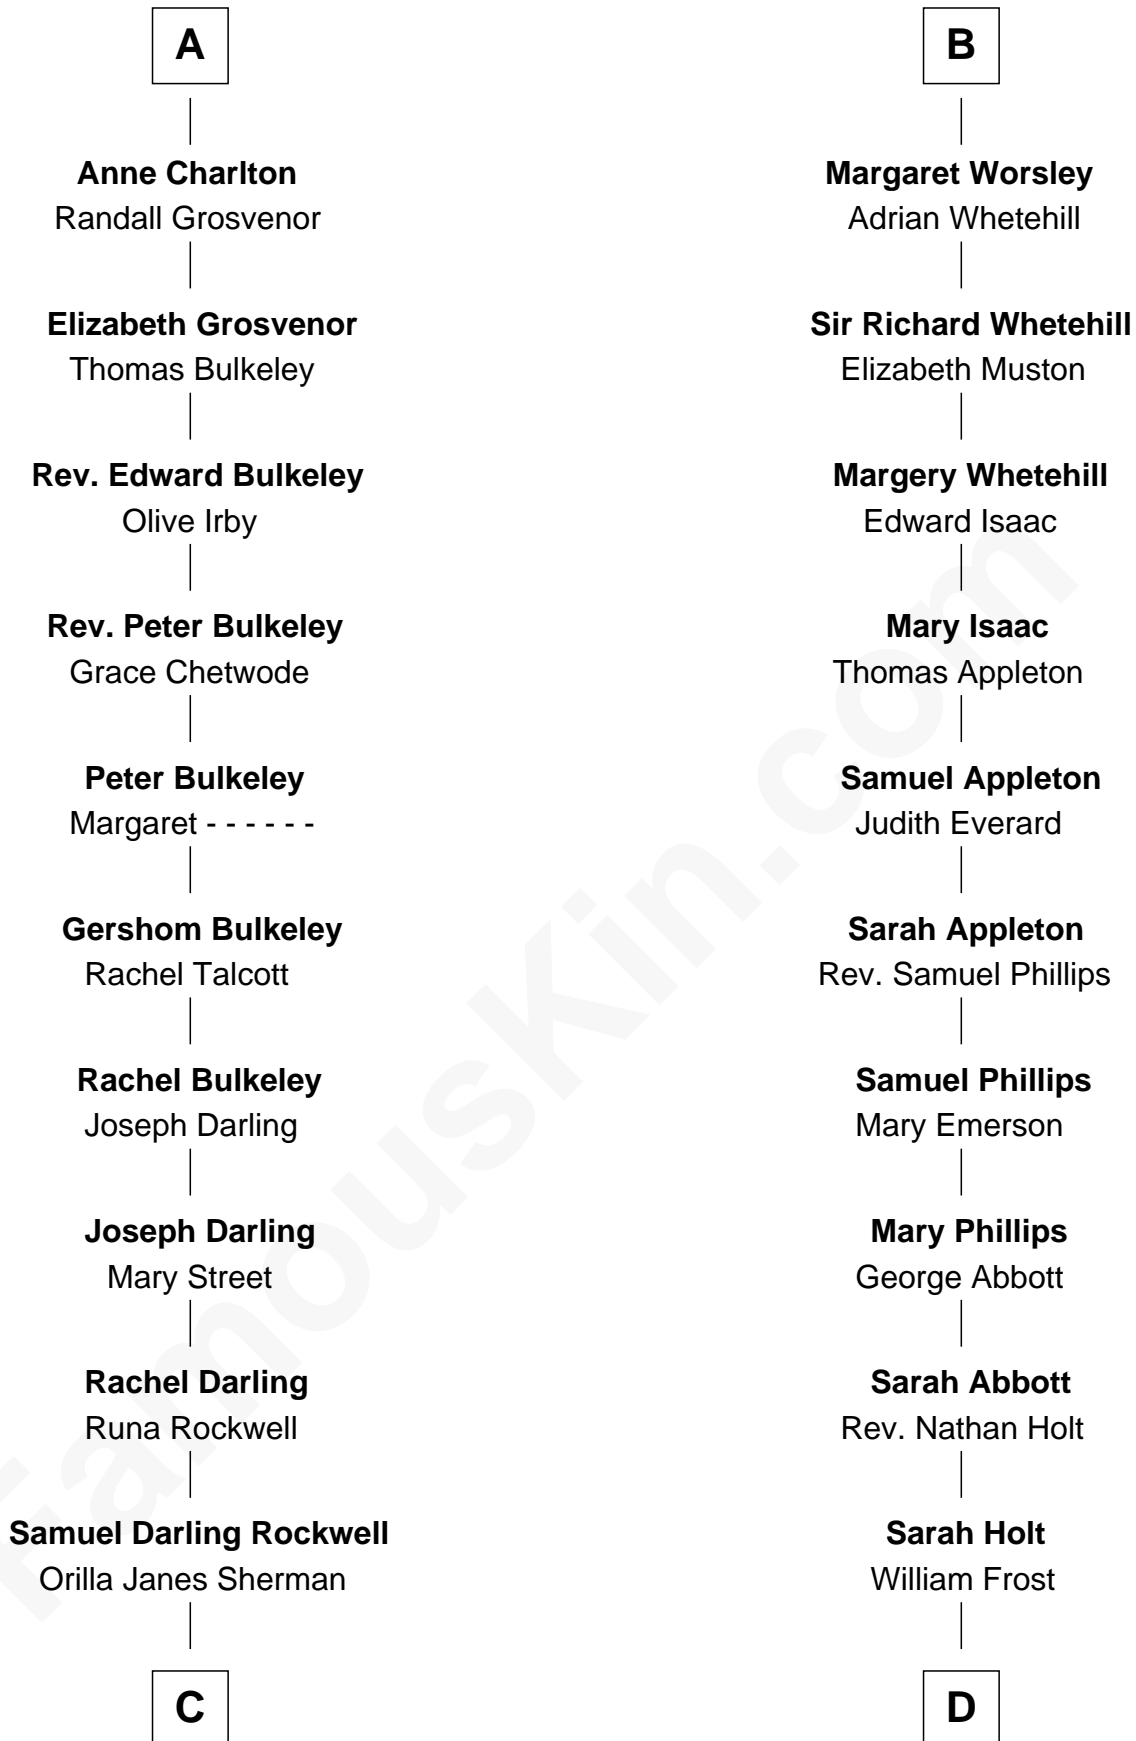 A
Anne Charlton
Randall Grosvenor
Elizabeth Grosvenor
Thomas Bulkeley
Rev. Edward Bulkeley
Olive Irby
Rev. Peter Bulkeley
Grace Chetwode
Peter Bulkeley
Margaret - - - - - -
Gershom Bulkeley
Rachel Talcott
Rachel Bulkeley
Joseph Darling
Joseph Darling
Mary Street
Rachel Darling
Runa Rockwell
Samuel Darling Rockwell
Orilla Janes Sherman
C
B
Margaret Worsley
Adrian Whetehill
Sir Richard Whetehill
Elizabeth Muston
Margery Whetehill
Edward Isaac
Mary Isaac
Thomas Appleton
Samuel Appleton
Judith Everard
Sarah Appleton
Rev. Samuel Phillips
Samuel Phillips
Mary Emerson
Mary Phillips
George Abbott
Sarah Abbott
Rev. Nathan Holt
Sarah Holt
William Frost
D
FamousKin.com